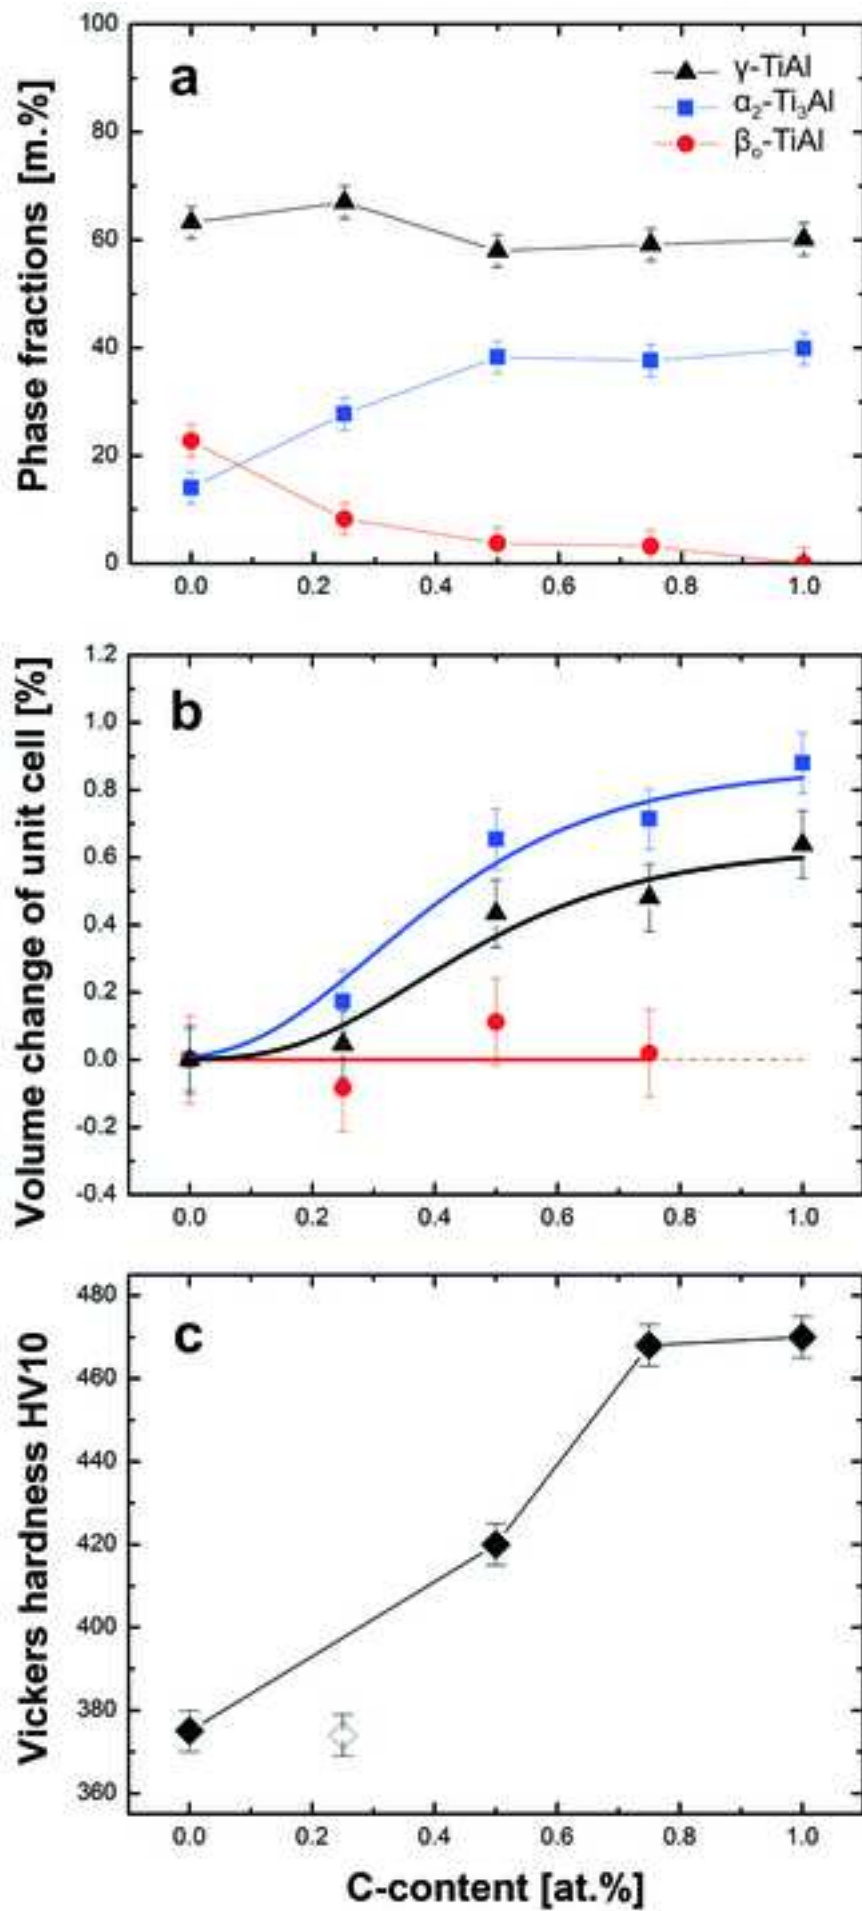 a
γ-TiAl
α₂-Ti₃Al
βₒ-TiAl
Phase fractions [m.%]
100
80
60
40
20
0
0.0 0.2 0.4 0.6 0.8 1.0
b
Volume change of unit cell [%]
1.2
1.0
0.8
0.6
0.4
0.2
0.0
-0.2
-0.4
0.0 0.2 0.4 0.6 0.8 1.0
c
Vickers hardness HV10
480
460
440
420
400
380
360
0.0 0.2 0.4 0.6 0.8 1.0
C-content [at.%]